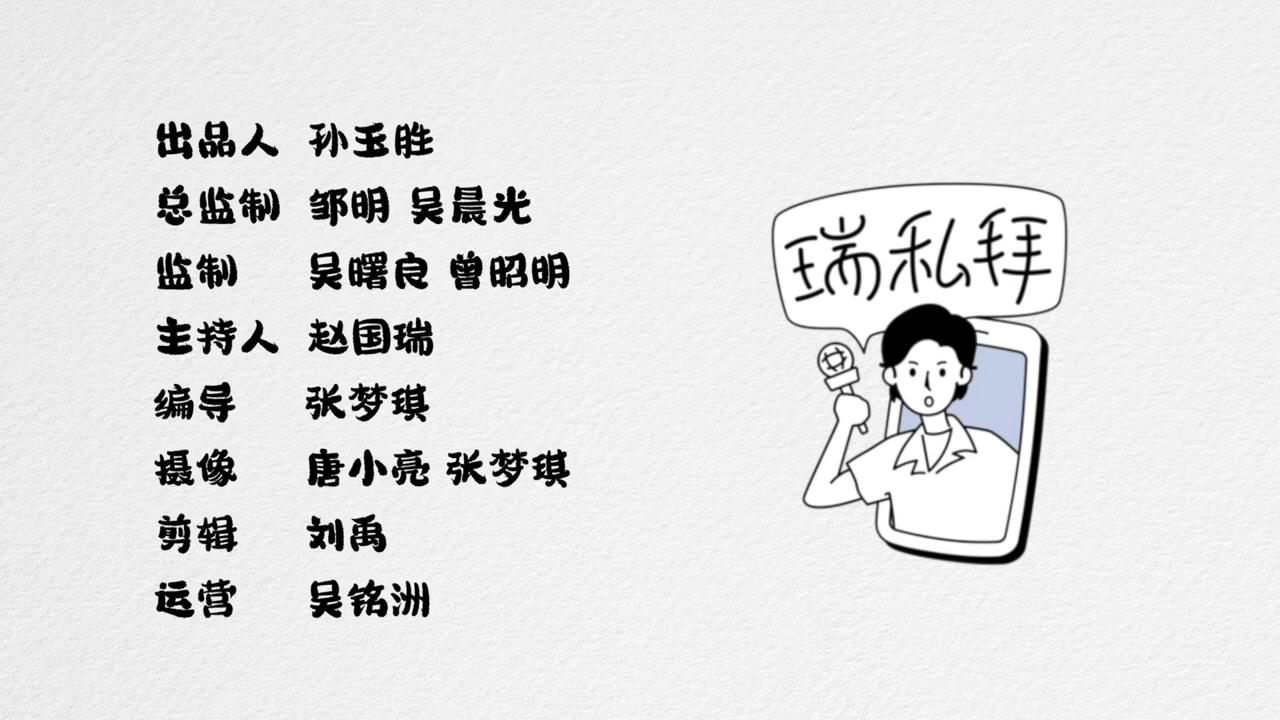 出品人 孙玉胜
总监制 邹明 吴晨光
监制 吴曙良 曾昭明
主持人 赵国瑞
编导 张梦琪
摄像 唐小亮 张梦琪
剪辑 刘禹
运营 吴铭洲
瑞私拜